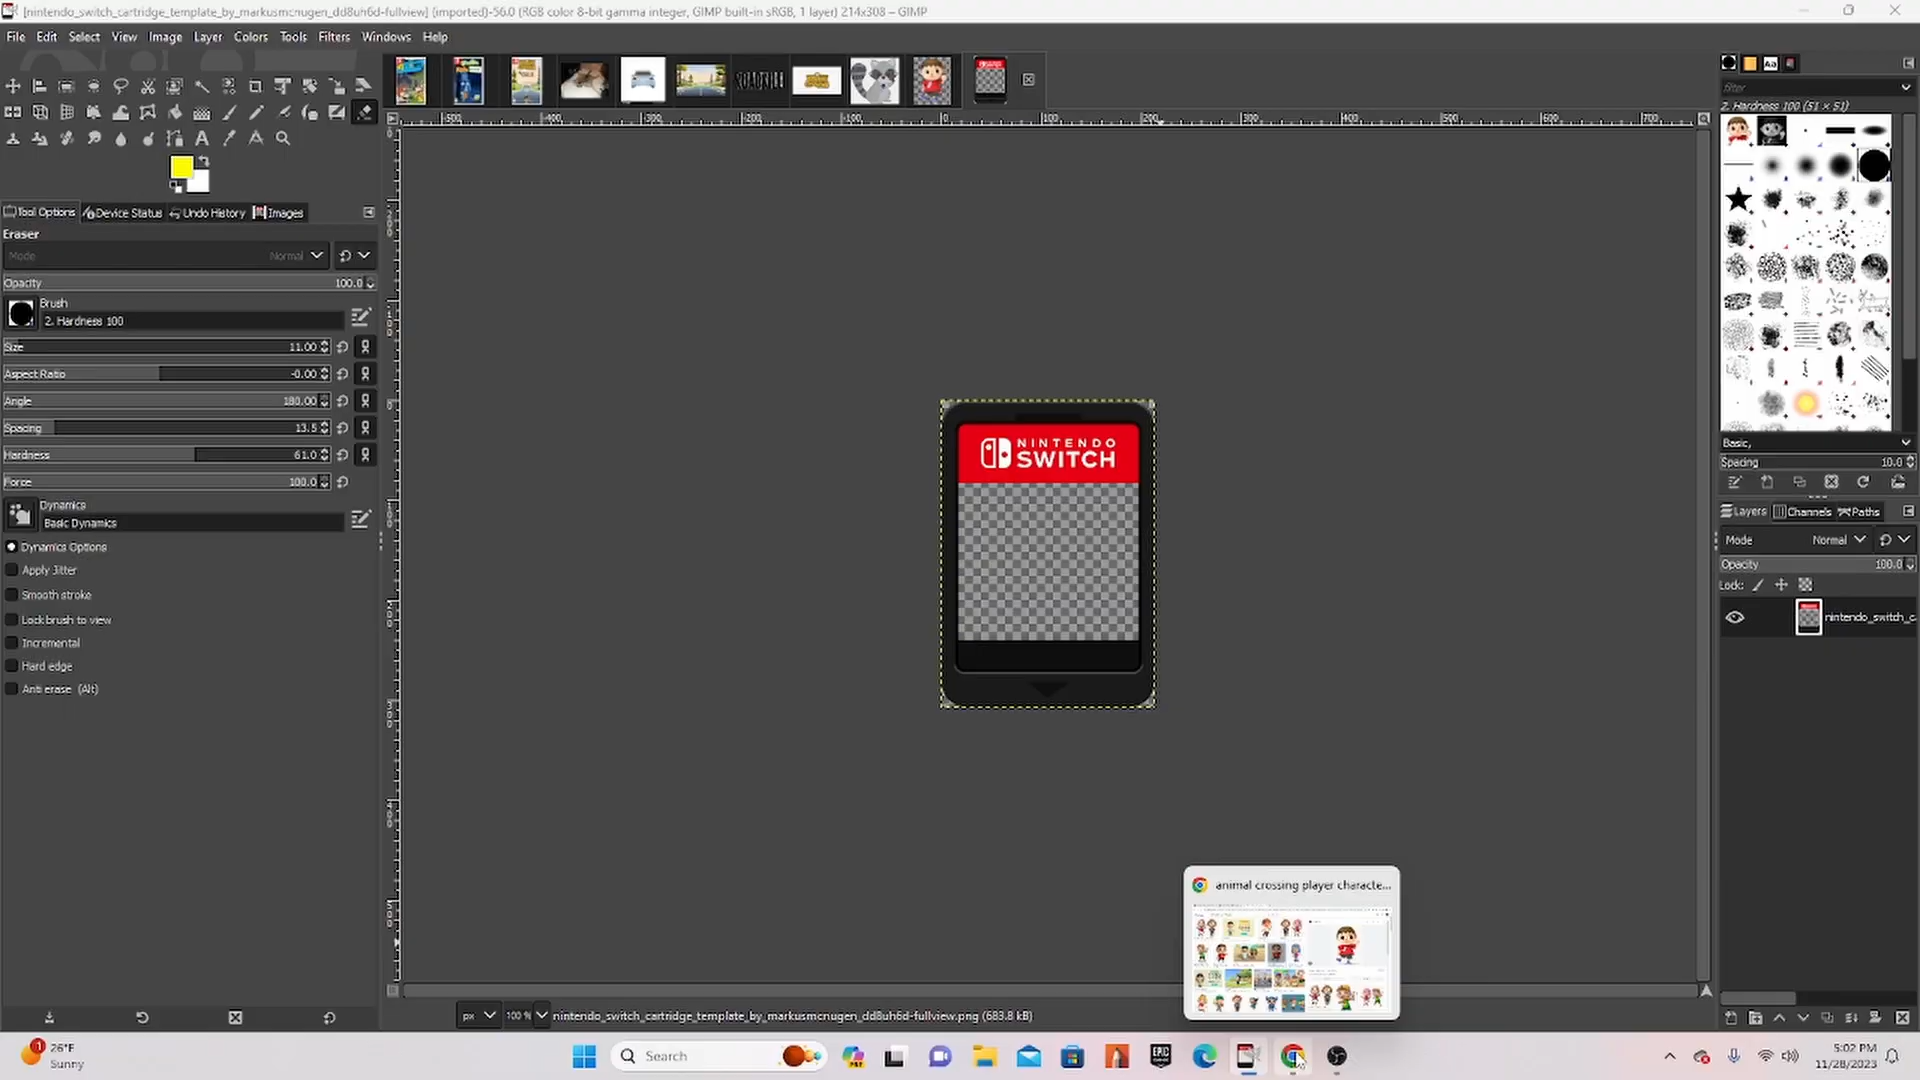 [nintendo_switch_cartridge_template_by_markusmcnugen_dd8uh6d-fullview] (imported)-56.0 (RGB color 8-bit gamma integer, GIMP built-in sRGB, 1 layer) 214x308 – GIMP
File Edit Select View Image Layer Colors Tools Filters Windows Help
ROADKILL
filter
2. Hardness 100 (51 × 51)
Tool Options Device Status Undo History Images
Eraser
Mode Normal
Opacity 100.0
Brush
2. Hardness 100
Size 11.00
Aspect Ratio -0.00
Angle 180.00
Spacing 13.5
Hardness 61.0
Force 100.0
Dynamics
Basic Dynamics
Dynamics Options
Apply Jitter
Smooth stroke
Lock brush to view
Incremental
Hard edge
Anti erase (Alt)
NINTENDO
SWITCH
Basic,
Spacing 10.0
Layers Channels Paths
Mode Normal
Opacity 100.0
Lock:
nintendo_switch_c
animal crossing player characte...
px 100 % nintendo_switch_cartridge_template_by_markusmcnugen_dd8uh6d-fullview.png (683.8 kB)
26°F
Sunny
Search
EPIC
5:02 PM
11/28/2023